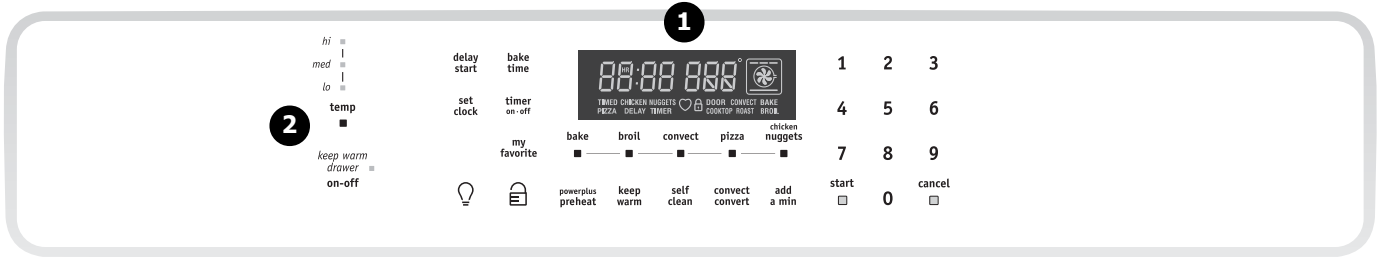 1
hi
med
lo
temp
2
keep warm
drawer
on-off
delay
start
bake
time
set
clock
timer
on·off
my
favorite
88:88 888°
HR
TIMED CHICKEN NUGGETS DOOR CONVECT BAKE
PIZZA DELAY TIMER COOKTOP ROAST BROIL
bake
broil
convect
pizza
chicken
nuggets
powerplus
preheat
keep
warm
self
clean
convect
convert
add
a min
1 2 3
4 5 6
7 8 9
start
0
cancel